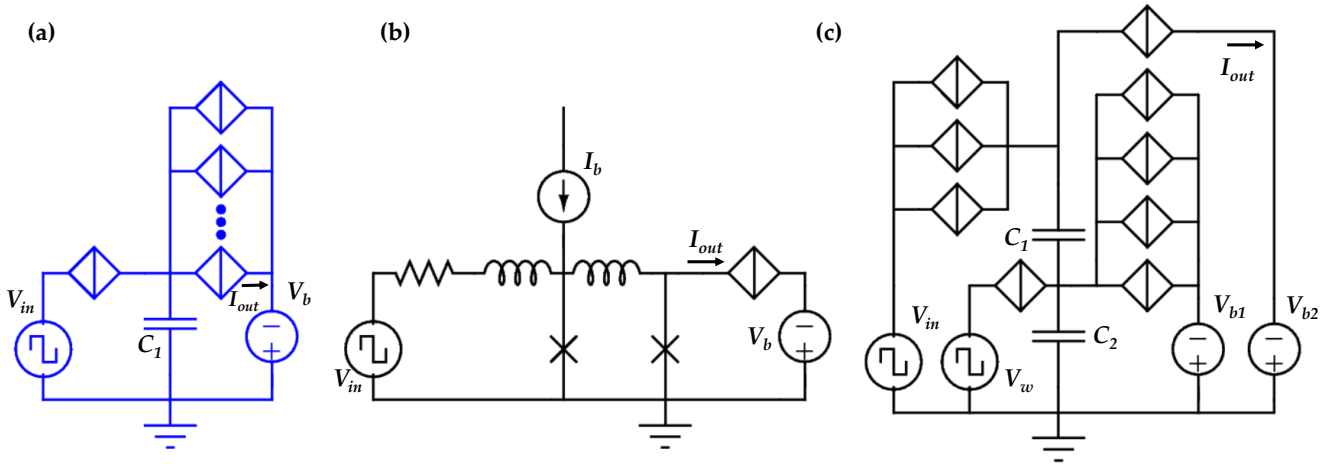 (a)
V_in
C_1
I_out
V_b
(b)
I_b
I_out
V_in
V_b
(c)
I_out
C_1
V_in
V_w
C_2
V_b1
V_b2